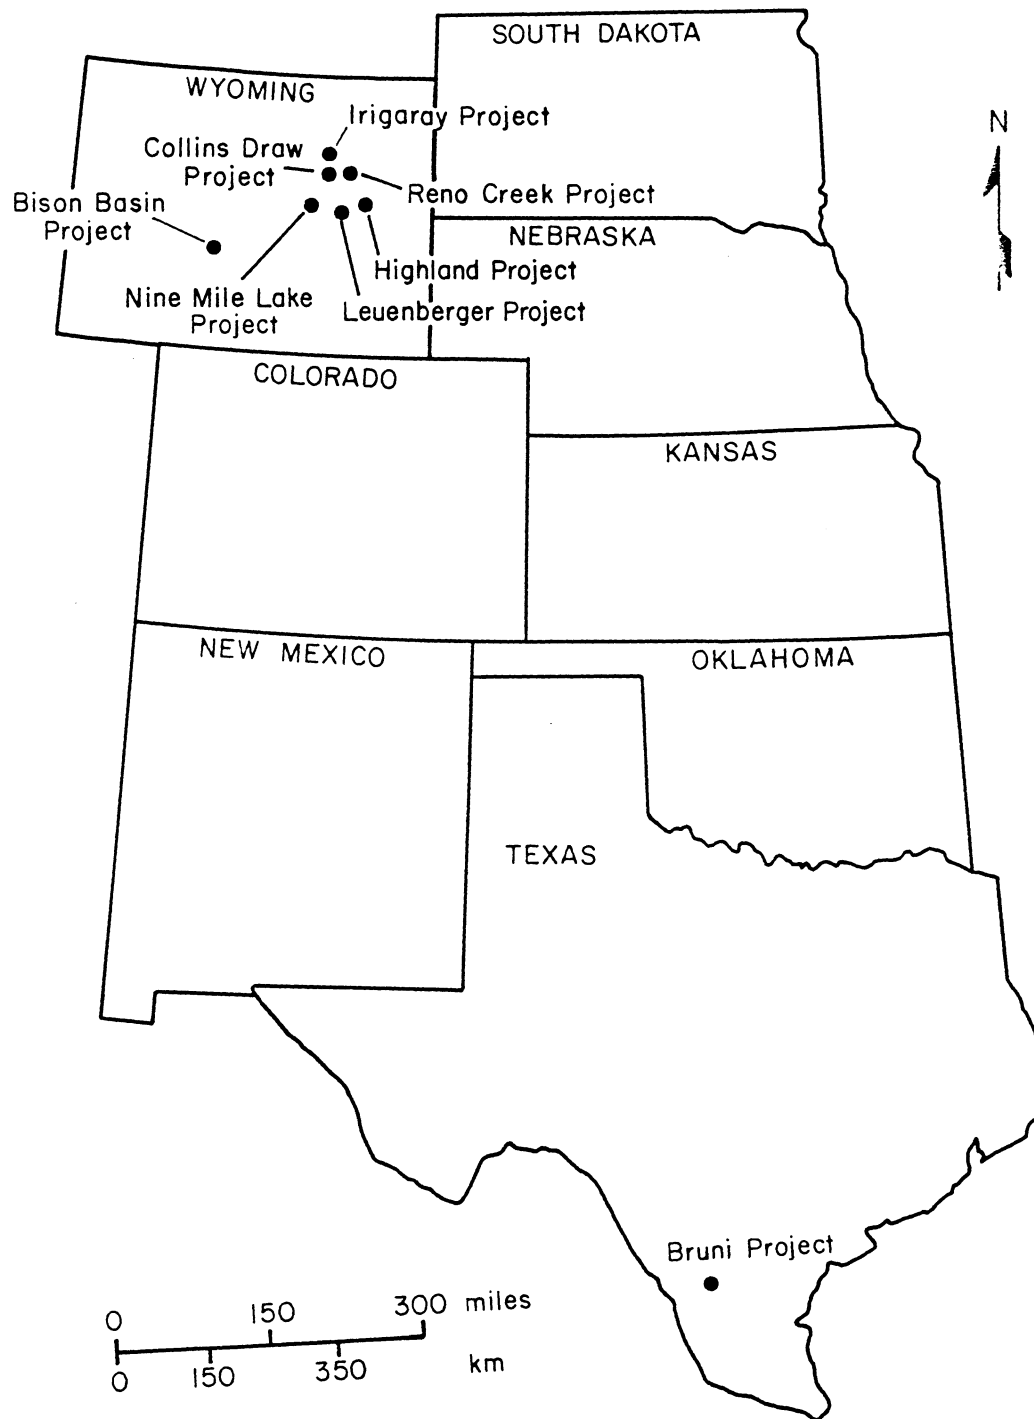 SOUTH DAKOTA
WYOMING
Irigaray Project
Collins Draw
Project
Reno Creek Project
Bison Basin
Project
NEBRASKA
Highland Project
Nine Mile Lake
Project
Leuenberger Project
COLORADO
KANSAS
NEW MEXICO
OKLAHOMA
TEXAS
Bruni Project
N
0 150 300 miles
0 150 350 km